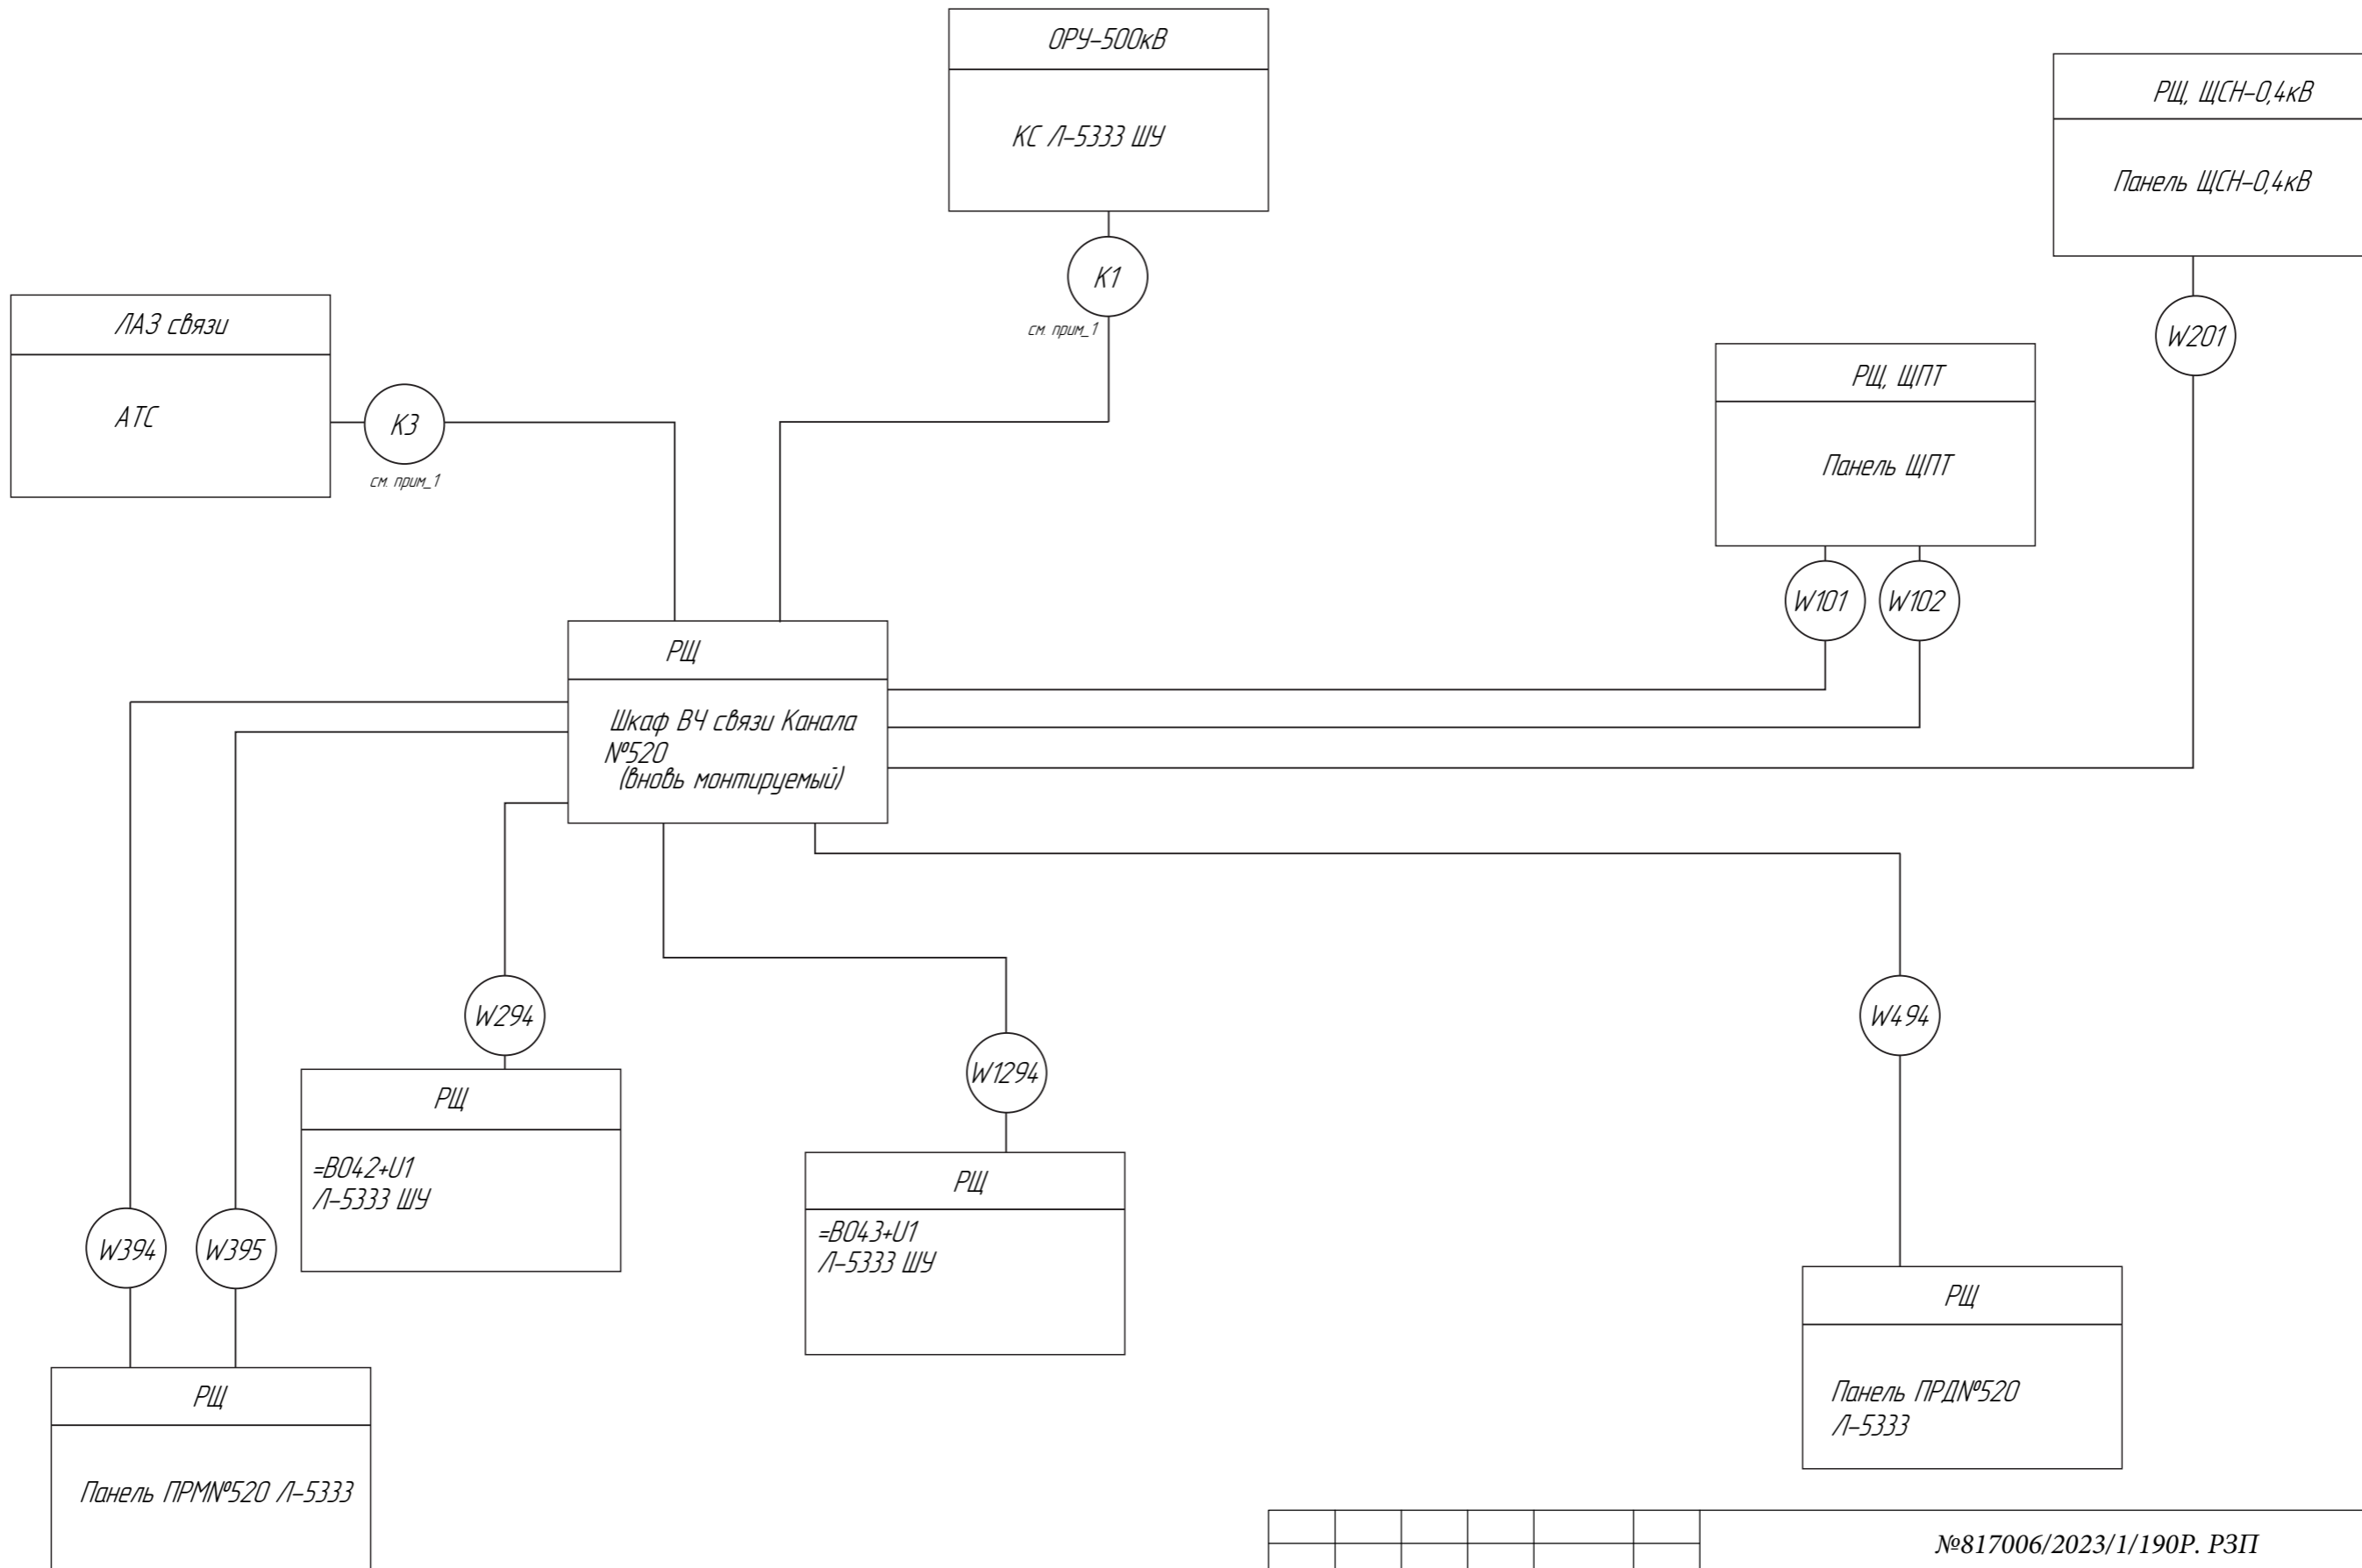 ОРУ-500кВ
КС Л-5333 ШУ
К1
см. прим_1
РЩ, ЩСН-0,4кВ
Панель ЩСН-0,4кВ
W201
ЛАЗ связи
АТС
К3
см. прим_1
РЩ, ЩПТ
Панель ЩПТ
W101
W102
РЩ
Шкаф ВЧ связи Канала
№520
(вновь монтируемый)
W294
РЩ
=B042+U1
Л-5333 ШУ
W1294
РЩ
=B043+U1
Л-5333 ШУ
W494
РЩ
Панель ПРД№520
Л-5333
W394
W395
РЩ
Панель ПРМ№520 Л-5333
№817006/2023/1/190Р. РЗП